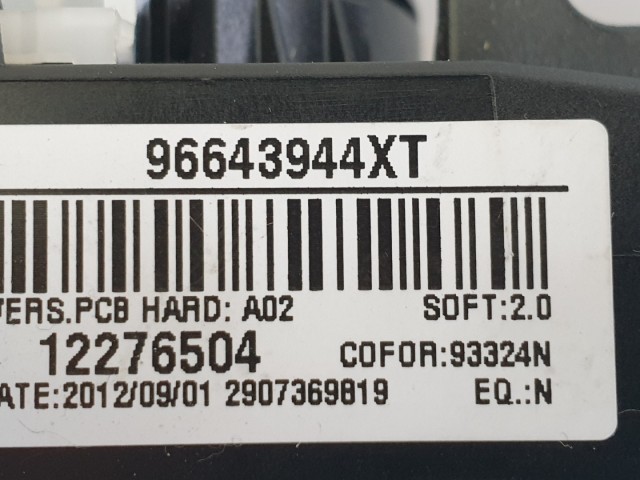 96643944XT
VERS.PCB HARD: A02 SOFT:2.0
12276504 COFOR:93324N
ATE:2012/09/01 2907369819 EQ.:N